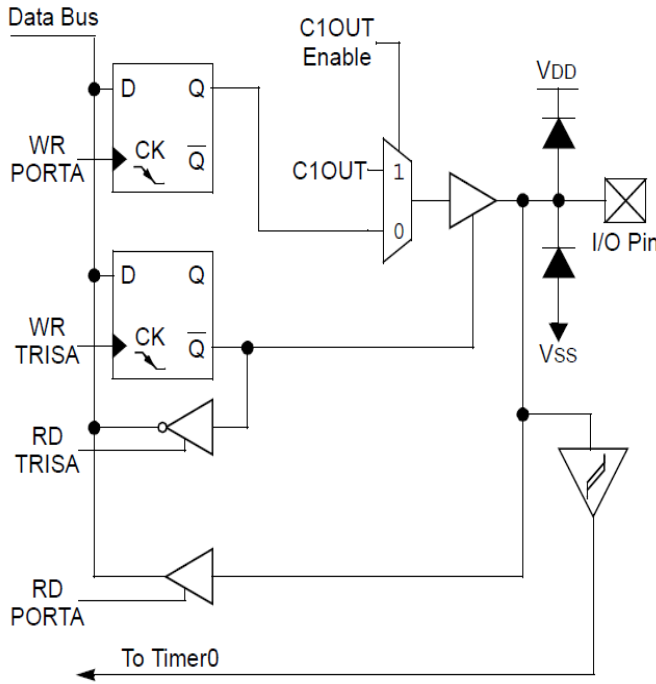 Data Bus
C1OUT
Enable
VDD
D Q
WR
PORTA
CK Q
C1OUT
1
0
I/O Pin
D Q
WR
TRISA
CK Q
VSS
RD
TRISA
RD
PORTA
To Timer0